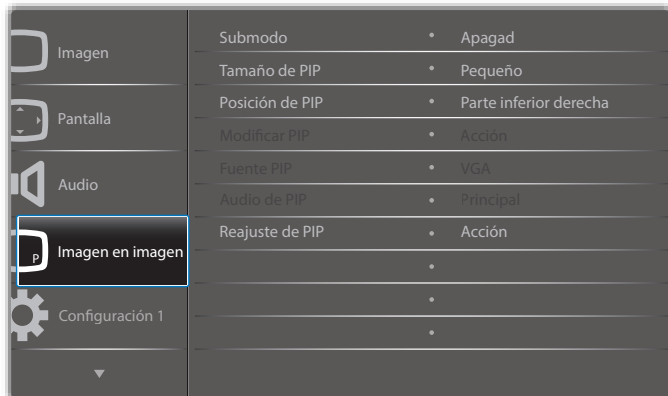 Imagen
Pantalla
Audio
P
Imagen en imagen
Configuración 1
Submodo • Apagad
Tamaño de PIP • Pequeño
Posición de PIP • Parte inferior derecha
Modificar PIP • Acción
Fuente PIP • VGA
Audio de PIP • Principal
Reajuste de PIP • Acción
•
•
•